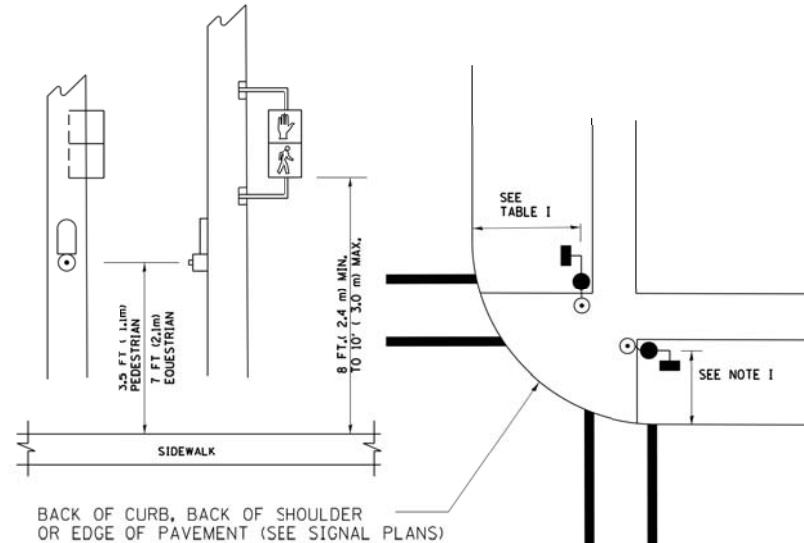 3.5 FT ( 1.1m)
PEDESTRIAN
7 FT (2.1m)
EQUESTRIAN
8 FT.( 2.4 m) MIN.
TO 10' ( 3.0 m) MAX.
SIDEWALK
BACK OF CURB, BACK OF SHOULDER
OR EDGE OF PAVEMENT (SEE SIGNAL PLANS)
SEE
TABLE I
SEE NOTE I